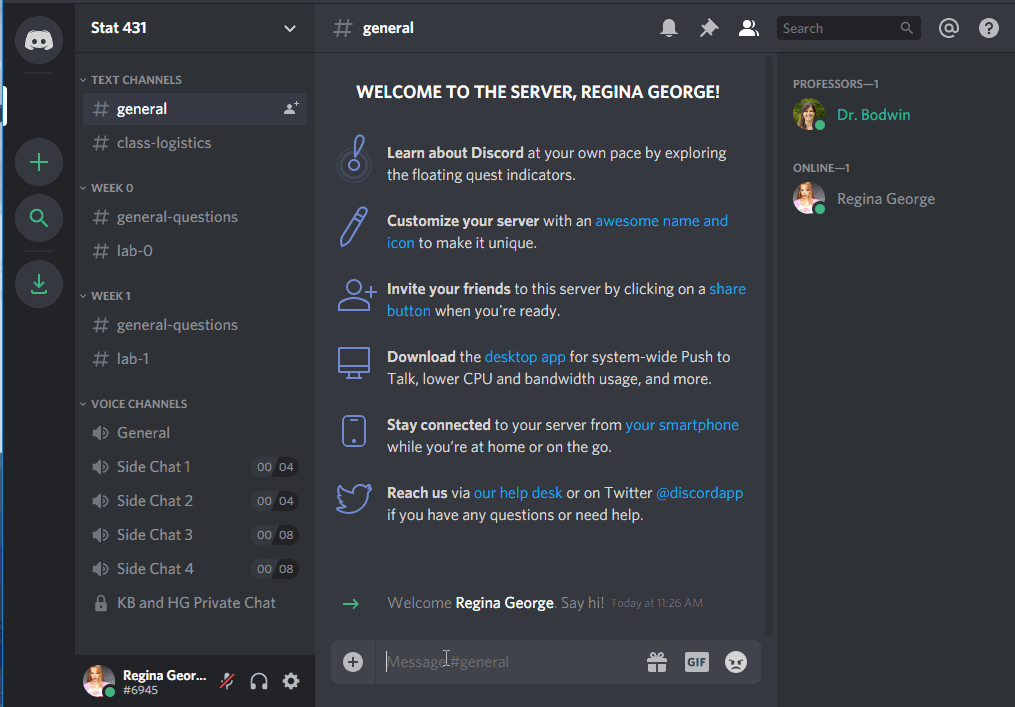 Stat 431
TEXT CHANNELS
# general
# class-logistics
WEEK 0
# general-questions
# lab-0
WEEK 1
# general-questions
# lab-1
VOICE CHANNELS
General
Side Chat 1 00 04
Side Chat 2 00 04
Side Chat 3 00 08
Side Chat 4 00 08
KB and HG Private Chat
Regina Geor...
#6945
# general
Search
WELCOME TO THE SERVER, REGINA GEORGE!
Learn about Discord at your own pace by exploring
the floating quest indicators.
Customize your server with an awesome name and
icon to make it unique.
Invite your friends to this server by clicking on a share
button when you're ready.
Download the desktop app for system-wide Push to
Talk, lower CPU and bandwidth usage, and more.
Stay connected to your server from your smartphone
while you're at home or on the go.
Reach us via our help desk or on Twitter @discordapp
if you have any questions or need help.
Welcome Regina George. Say hi! Today at 11:26 AM
Message #general
GIF
PROFESSORS—1
Dr. Bodwin
ONLINE—1
Regina George